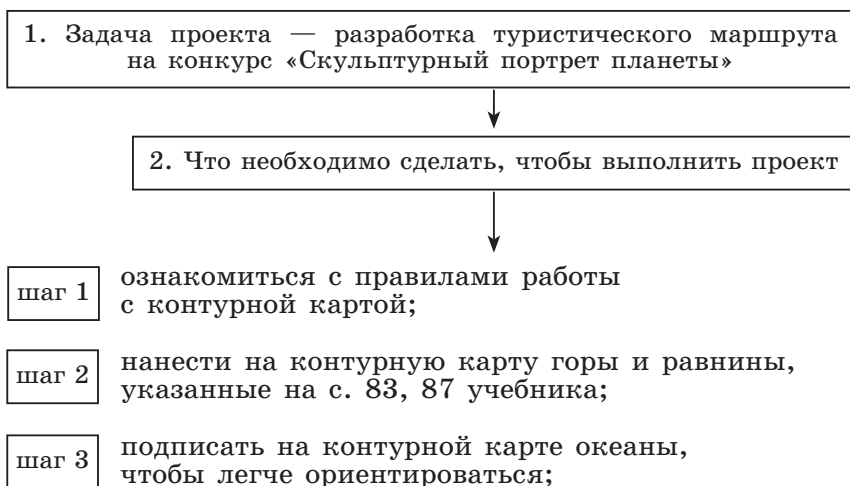 1. Задача проекта — разработка туристического маршрута
на конкурс «Скульптурный портрет планеты»
2. Что необходимо сделать, чтобы выполнить проект
шаг 1
ознакомиться с правилами работы
с контурной картой;
шаг 2
нанести на контурную карту горы и равнины,
указанные на с. 83, 87 учебника;
шаг 3
подписать на контурной карте океаны,
чтобы легче ориентироваться;